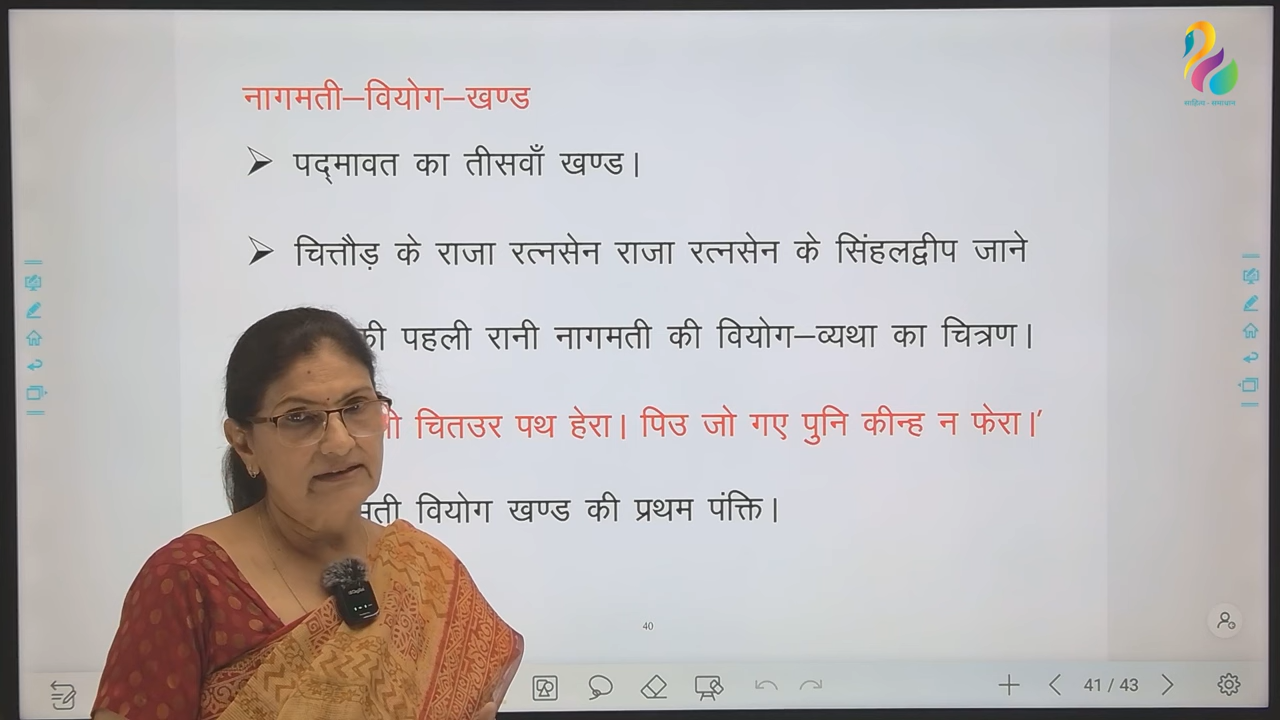 साहित्य - समाधान
नागमती–वियोग–खण्ड
➢ पद्मावत का तीसवाँ खण्ड।
➢ चित्तौड़ के राजा रत्नसेन राजा रत्नसेन के सिंहलद्वीप जाने
की पहली रानी नागमती की वियोग–व्यथा का चित्रण।
चितउर पथ हेरा। पिउ जो गए पुनि कीन्ह न फेरा।'
वियोग खण्ड की प्रथम पंक्ति।
40
41 / 43